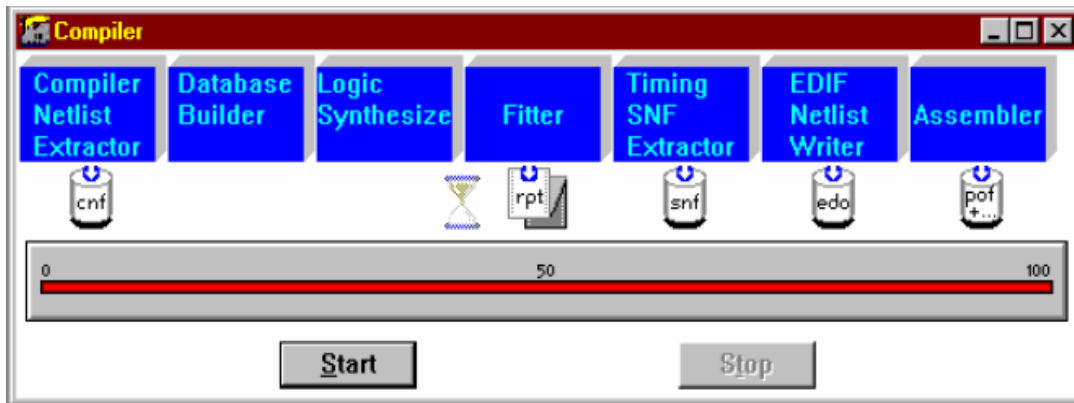 Compiler
Compiler
Netlist
Extractor
Database
Builder
Logic
Synthesize
Fitter
Timing
SNF
Extractor
EDIF
Netlist
Writer
Assembler
cnf
rpt
snf
edo
pof
+...
0 50 100
Start
Stop